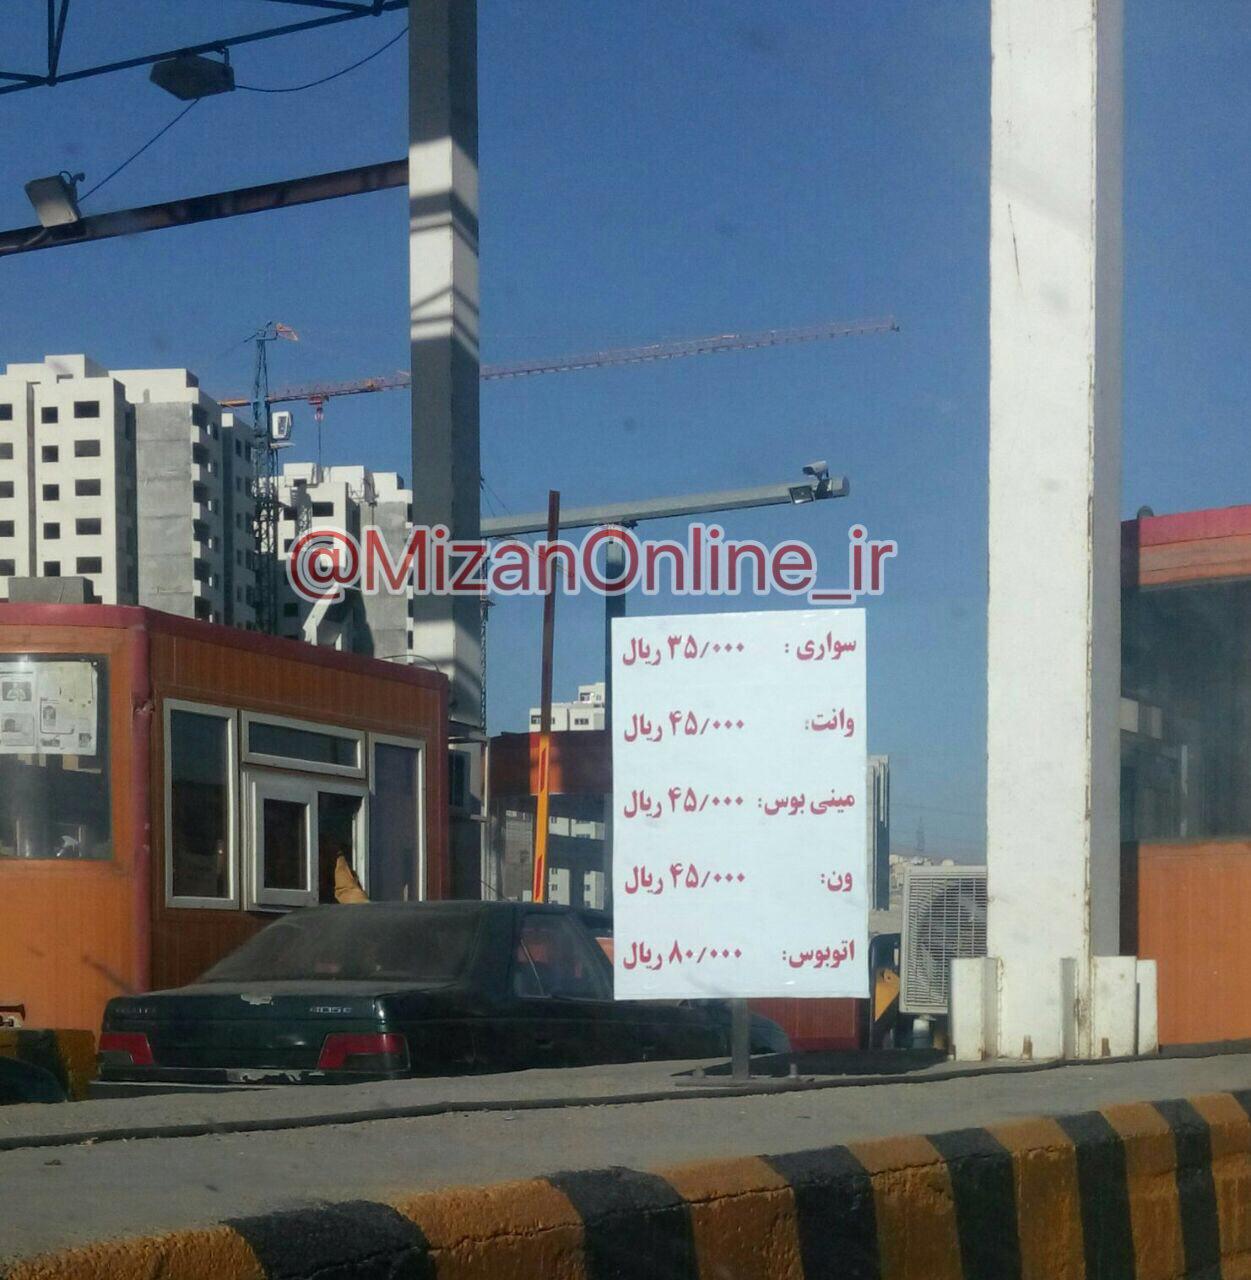 @MizanOnline_ir
سواری : ۳۵/۰۰۰ ریال
وانت: ۴۵/۰۰۰ ریال
مینی بوس: ۴۵/۰۰۰ ریال
ون: ۴۵/۰۰۰ ریال
اتوبوس: ۸۰/۰۰۰ ریال
405